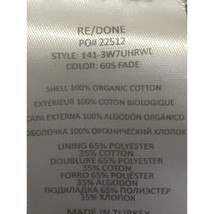 RE/DONE
PO# 22512
STYLE: 141-3W7UHRWL
COLOR: 60S FADE
SHELL 100% ORGANIC COTTON
EXTERIEUR 100% COTON BIOLOGIQUE
CAPA EXTERNA 100% ALGODÓN ORGÁNICO
ОБОЛОЧКА 100% ОРГАНИЧЕСКИЙ ХЛОПОК
LINING 65% POLYESTER
35% COTTON
DOUBLURE 65% POLYESTER
35% COTON
FORRO 65% POLIESTER
35% ALGODÓN
ПОДКЛАДКА 65% ПОЛИЭСТЕР
35% ХЛОПОК
MADE IN TURKEY